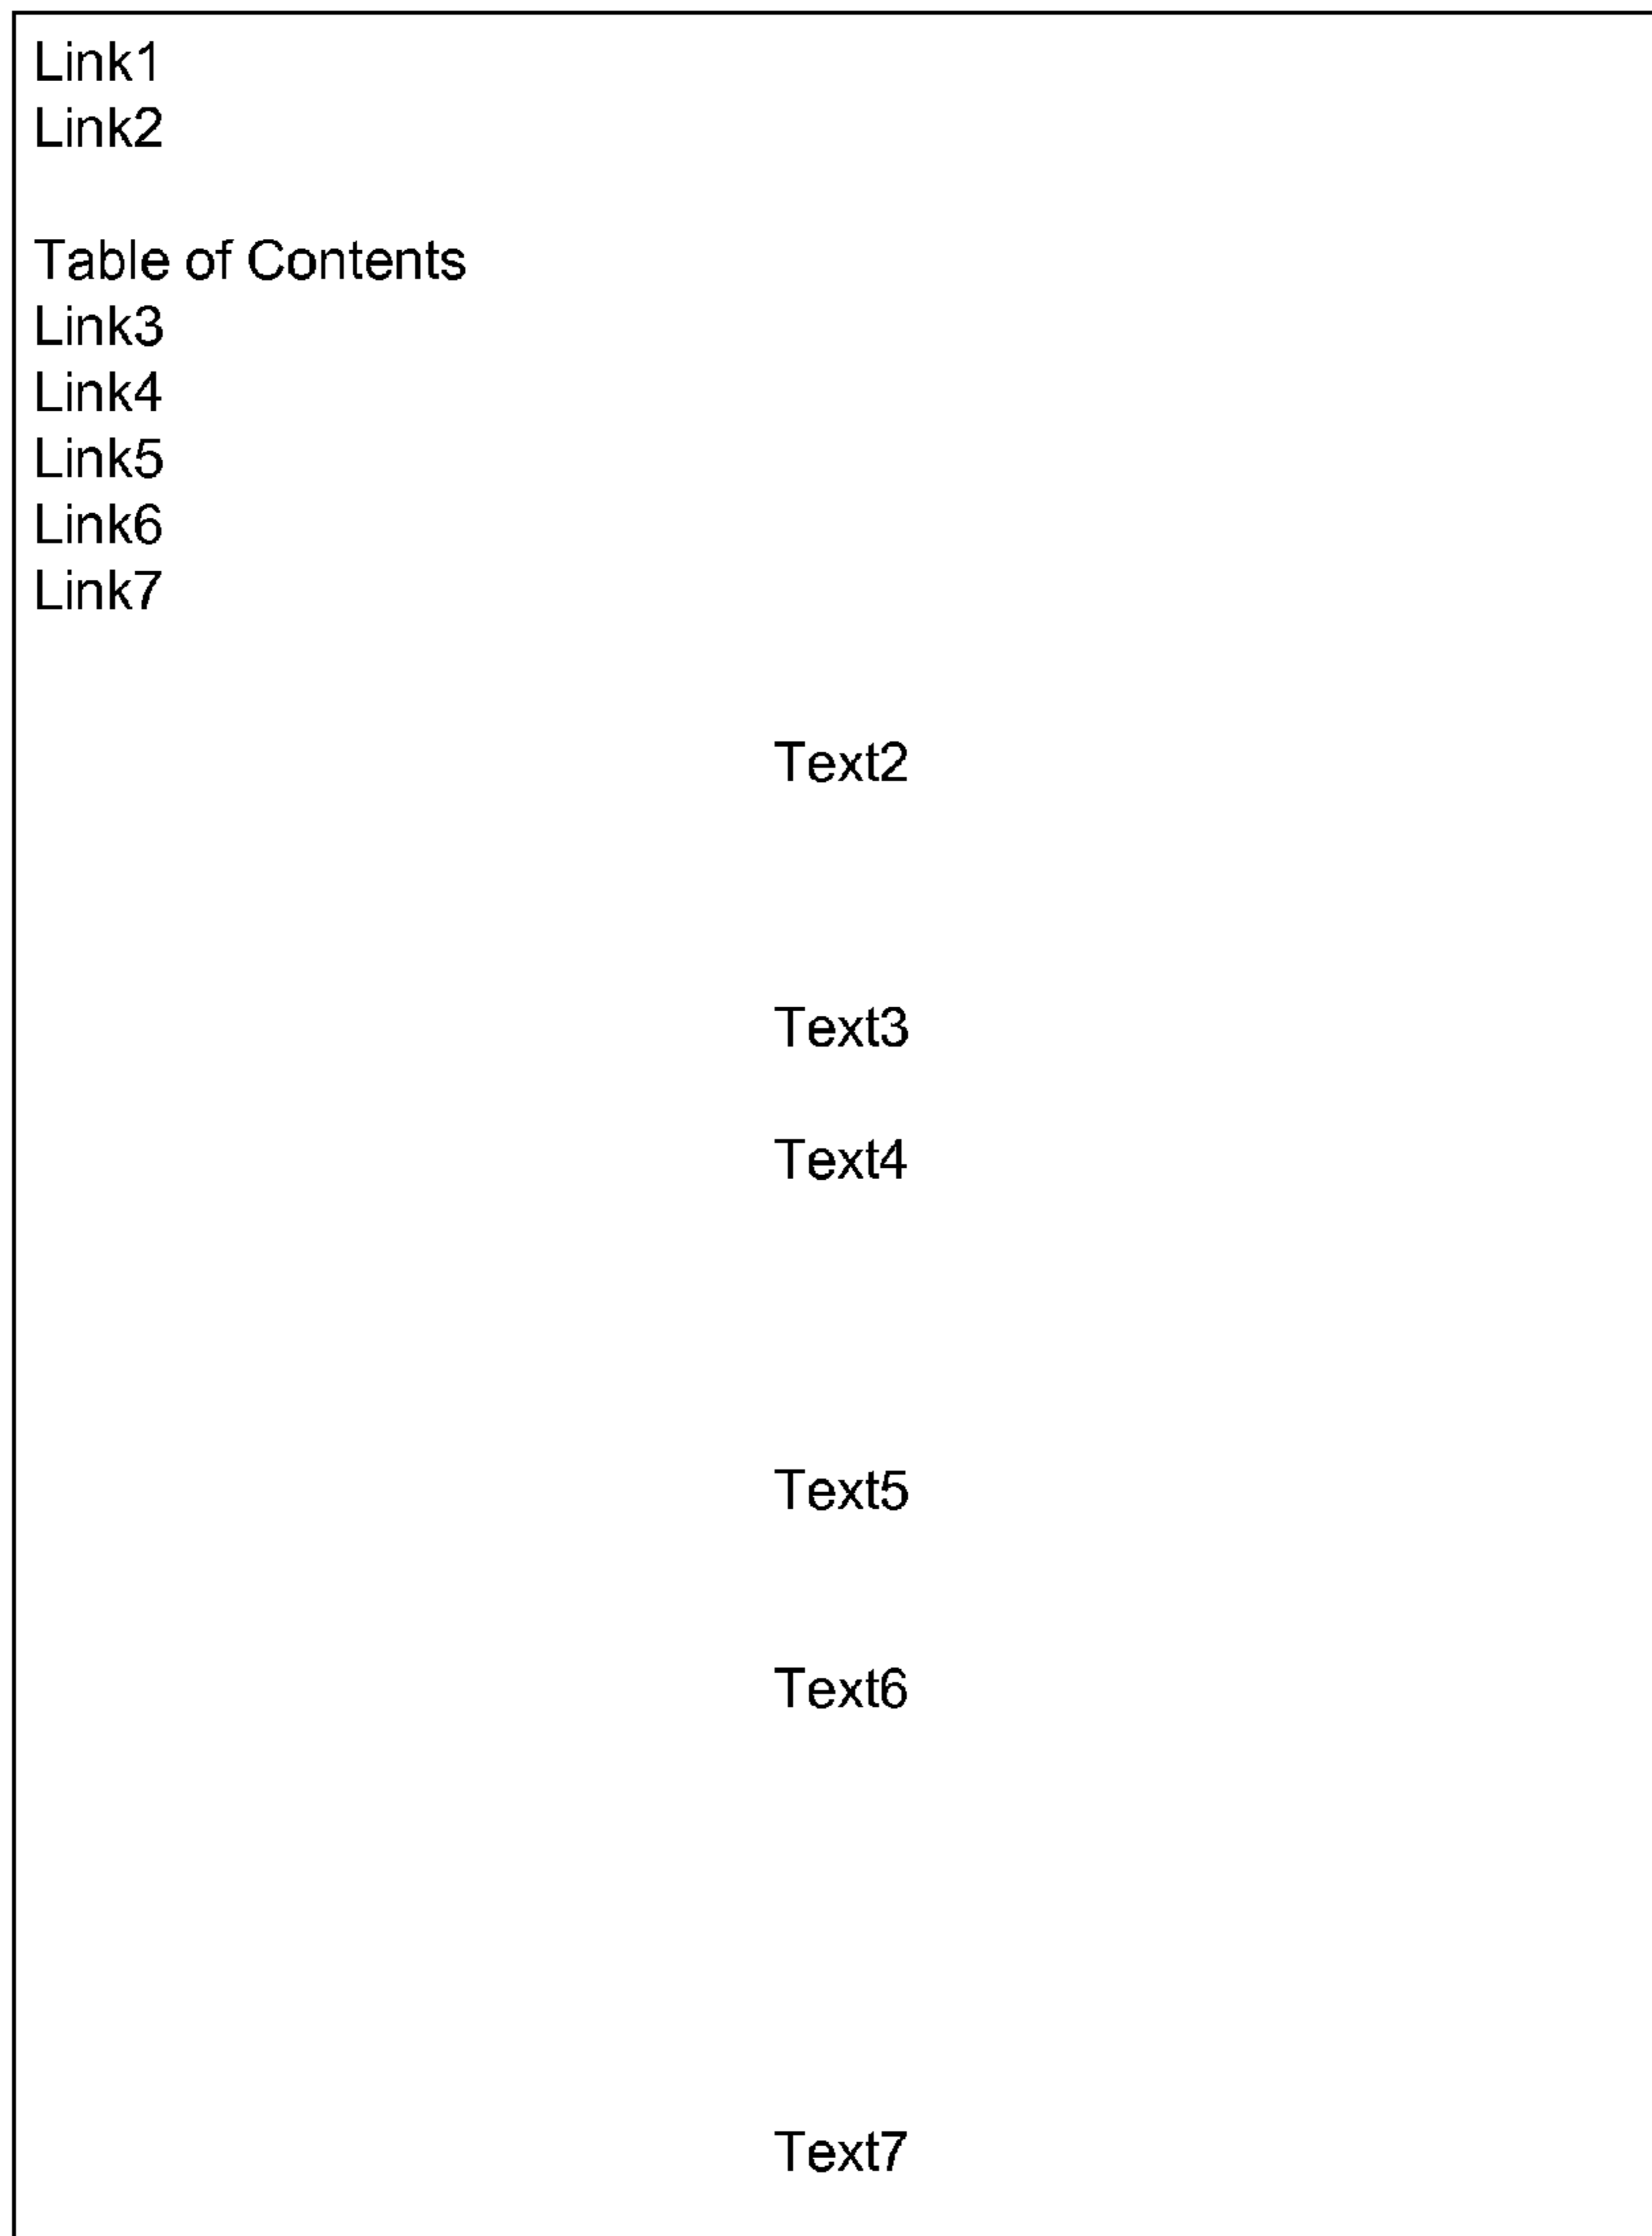 Link1
Link2
Table of Contents
Link3
Link4
Link5
Link6
Link7
Text2
Text3
Text4
Text5
Text6
Text7